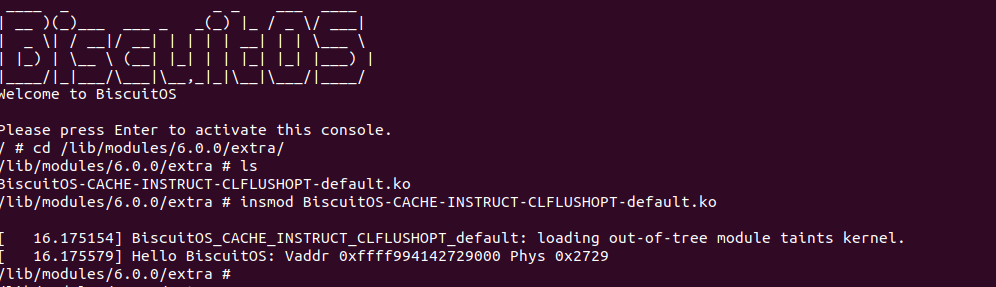 BiscuitOS
Welcome to BiscuitOS
Please press Enter to activate this console.
/ # cd /lib/modules/6.0.0/extra/
/lib/modules/6.0.0/extra # ls
BiscuitOS-CACHE-INSTRUCT-CLFLUSHOPT-default.ko
/lib/modules/6.0.0/extra # insmod BiscuitOS-CACHE-INSTRUCT-CLFLUSHOPT-default.ko
[   16.175154] BiscuitOS_CACHE_INSTRUCT_CLFLUSHOPT_default: loading out-of-tree module taints kernel.
[   16.175579] Hello BiscuitOS: Vaddr 0xffff994142729000 Phys 0x2729
/lib/modules/6.0.0/extra #